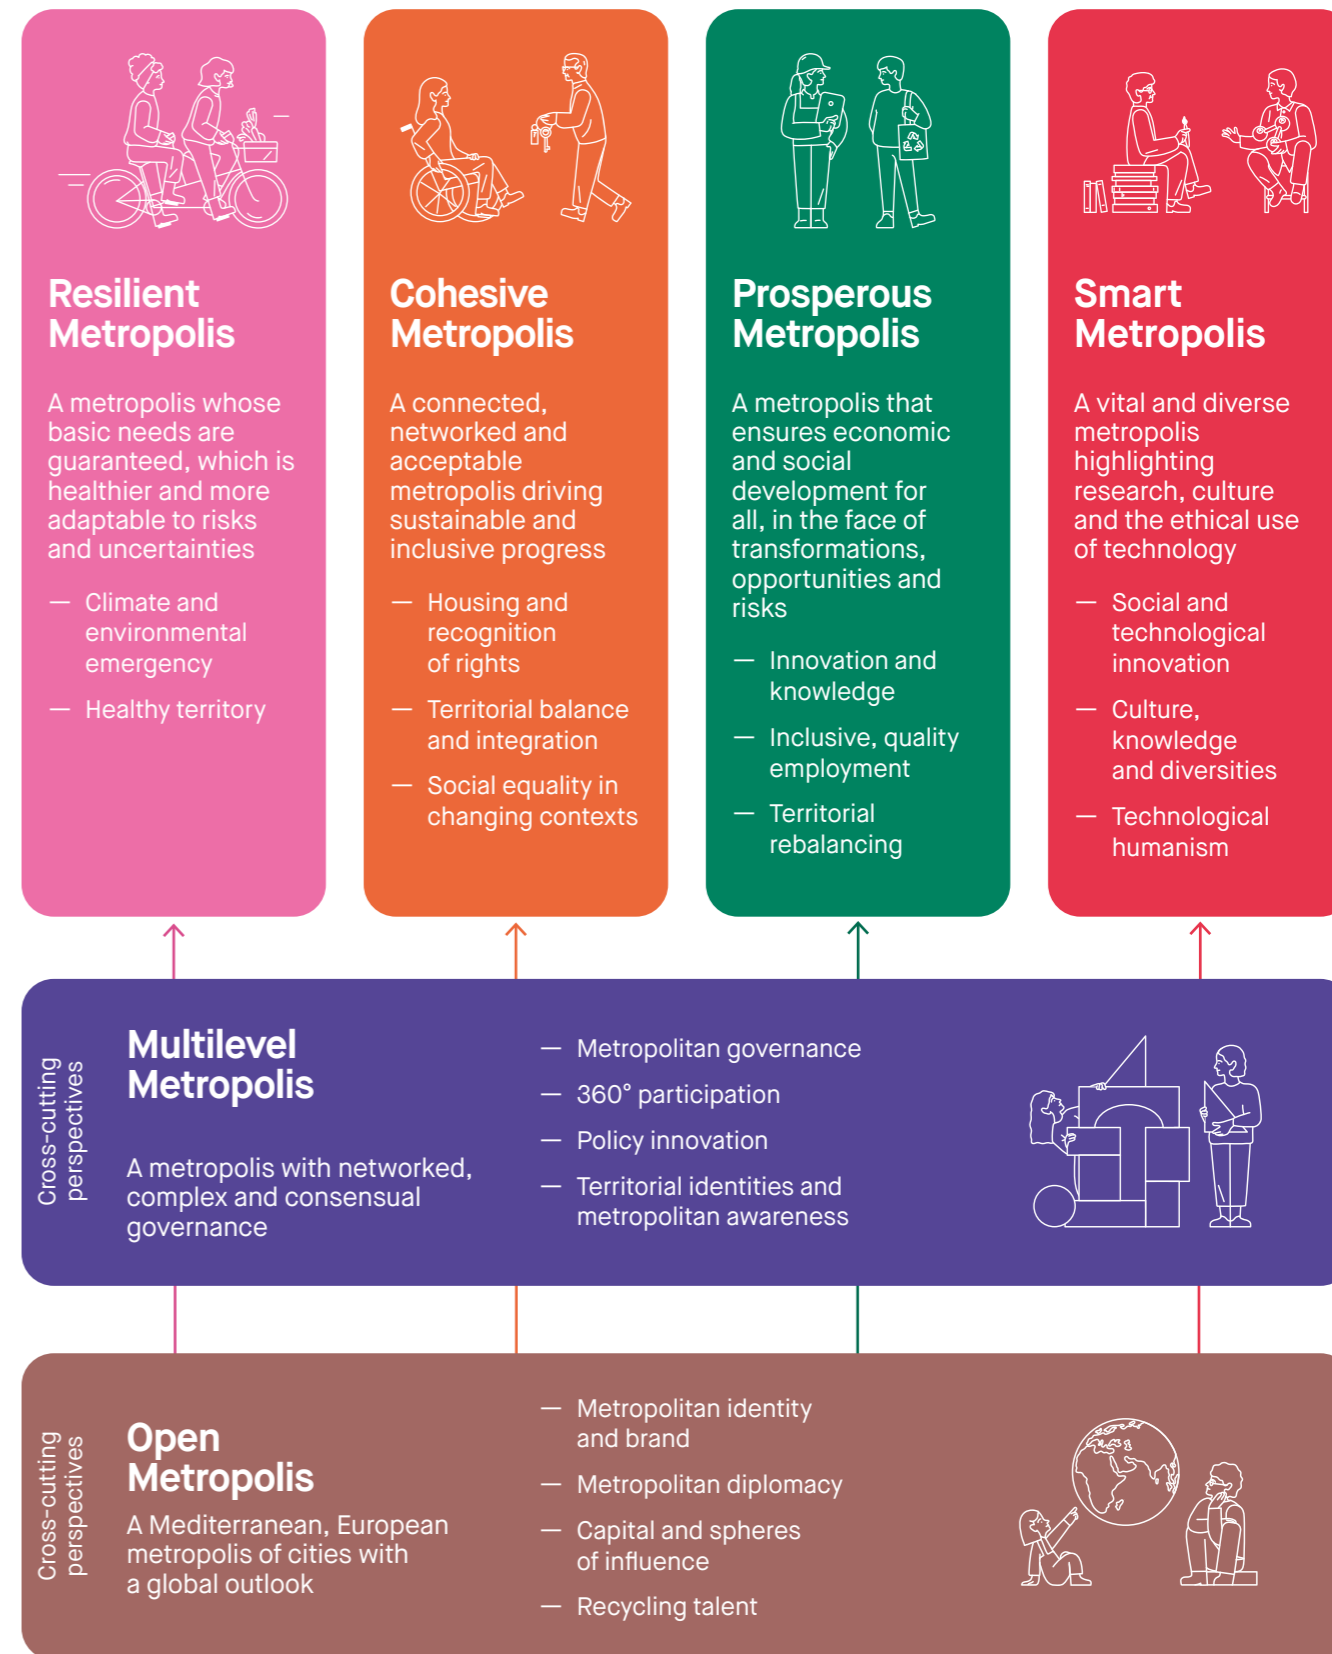 Resilient
Metropolis
A metropolis whose
basic needs are
guaranteed, which is
healthier and more
adaptable to risks
and uncertainties
— Climate and
environmental
emergency
— Healthy territory
Cohesive
Metropolis
A connected,
networked and
acceptable
metropolis driving
sustainable and
inclusive progress
— Housing and
recognition
of rights
— Territorial balance
and integration
— Social equality in
changing contexts
Prosperous
Metropolis
A metropolis that
ensures economic
and social
development for
all, in the face of
transformations,
opportunities and
risks
— Innovation and
knowledge
— Inclusive, quality
employment
— Territorial
rebalancing
Smart
Metropolis
A vital and diverse
metropolis
highlighting
research, culture
and the ethical use
of technology
— Social and
technological
innovation
— Culture,
knowledge
and diversities
— Technological
humanism
Cross-cutting
perspectives
Multilevel
Metropolis
A metropolis with networked,
complex and consensual
governance
— Metropolitan governance
— 360° participation
— Policy innovation
— Territorial identities and
metropolitan awareness
Cross-cutting
perspectives
Open
Metropolis
A Mediterranean, European
metropolis of cities with
a global outlook
— Metropolitan identity
and brand
— Metropolitan diplomacy
— Capital and spheres
of influence
— Recycling talent